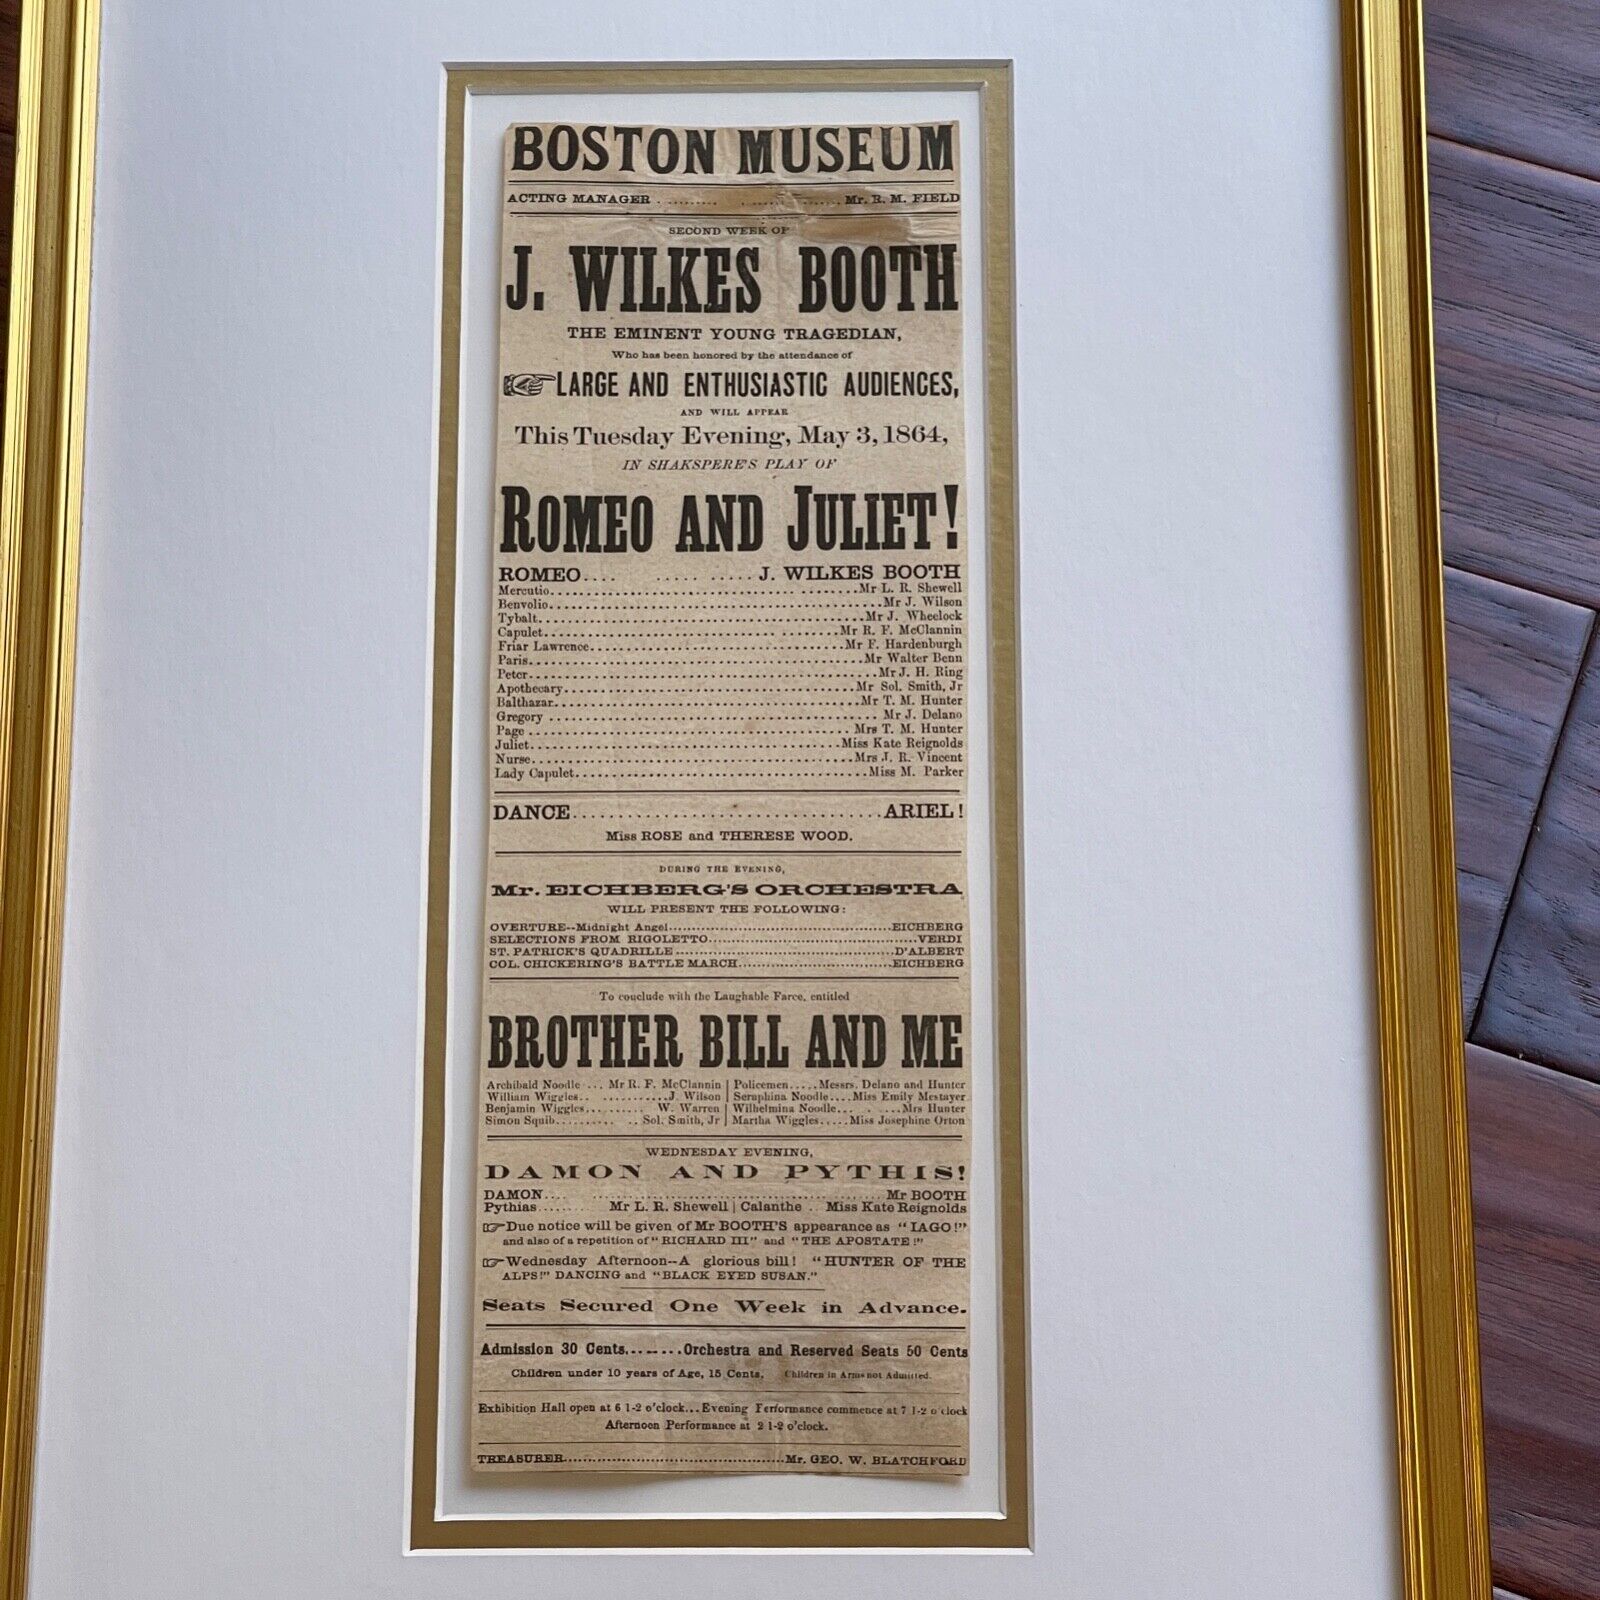 BOSTON MUSEUM
ACTING MANAGER . ......... ...... ....... Mr. R. M. FIELD
SECOND WEEK OF
J. WILKES BOOTH
THE EMINENT YOUNG TRAGEDIAN,
Who has been honored by the attendance of
LARGE AND ENTHUSIASTIC AUDIENCES,
AND WILL APPEAR
This Tuesday Evening, May 3, 1864,
IN SHAKSPERE'S PLAY OF
ROMEO AND JULIET!
ROMEO.... ..... ..... J. WILKES BOOTH
Mercutio..........Mr L. R. Shewell
Benvolio..........Mr J. Wilson
Tybalt..........Mr J. Wheelock
Capulet..........Mr R. F. McClannin
Friar Lawrence..........Mr F. Hardenburgh
Paris..........Mr Walter Benn
Peter..........Mr J. H. Ring
Apothecary..........Mr Sol. Smith, Jr
Balthazar..........Mr T. M. Hunter
Gregory ..........Mr J. Delano
Page ..........Mrs T. M. Hunter
Juliet..........Miss Kate Reignolds
Nurse..........Mrs J. R. Vincent
Lady Capulet..........Miss M. Parker
DANCE..........ARIEL!
Miss ROSE and THERESE WOOD.
DURING THE EVENING,
Mr. EICHBERG'S ORCHESTRA
WILL PRESENT THE FOLLOWING:
OVERTURE--Midnight Angel..........EICHBERG
SELECTIONS FROM RIGOLETTO..........VERDI
ST. PATRICK'S QUADRILLE..........D'ALBERT
COL. CHICKERING'S BATTLE MARCH..........EICHBERG
To conclude with the Laughable Farce, entitled
BROTHER BILL AND ME
Archibald Noodle ... Mr R. F. McClannin | Policemen.....Messrs. Delano and Hunter
William Wiggles.. ..........J. Wilson | Seraphina Noodle....Miss Emily Mestayer
Benjamin Wiggles... ....... W. Warren | Wilhelmina Noodle... . ....Mrs Hunter
Simon Squib.......... .. Sol. Smith, Jr | Martha Wiggles.....Miss Josephine Orton
WEDNESDAY EVENING,
DAMON AND PYTHIS!
DAMON.... ..........Mr BOOTH
Pythias..... Mr L. R. Shewell | Calanthe .. Miss Kate Reignolds
Due notice will be given of Mr BOOTH'S appearance as "IAGO!"
and also of a repetition of "RICHARD III" and "THE APOSTATE!"
Wednesday Afternoon--A glorious bill! "HUNTER OF THE
ALPS!" DANCING and "BLACK EYED SUSAN."
Seats Secured One Week in Advance.
Admission 30 Cents........Orchestra and Reserved Seats 50 Cents
Children under 10 years of Age, 15 Cents. Children in Arms not Admitted.
Exhibition Hall open at 6 1-2 o'clock...Evening Performance commence at 7 1-2 o'clock
Afternoon Performance at 2 1-2 o'clock.
TREASURER..........Mr. GEO. W. BLATCHFORD